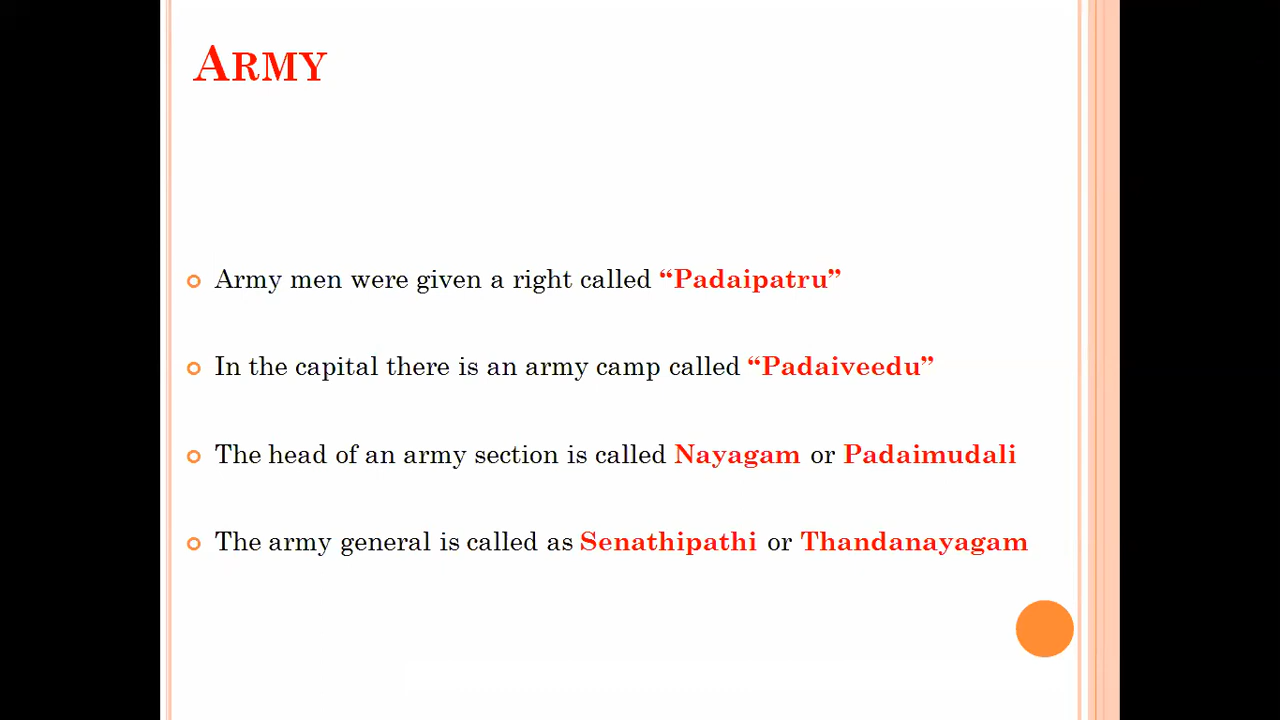 ARMY
Army men were given a right called “Padaipatru”
In the capital there is an army camp called “Padaiveedu”
The head of an army section is called Nayagam or Padaimudali
The army general is called as Senathipathi or Thandanayagam